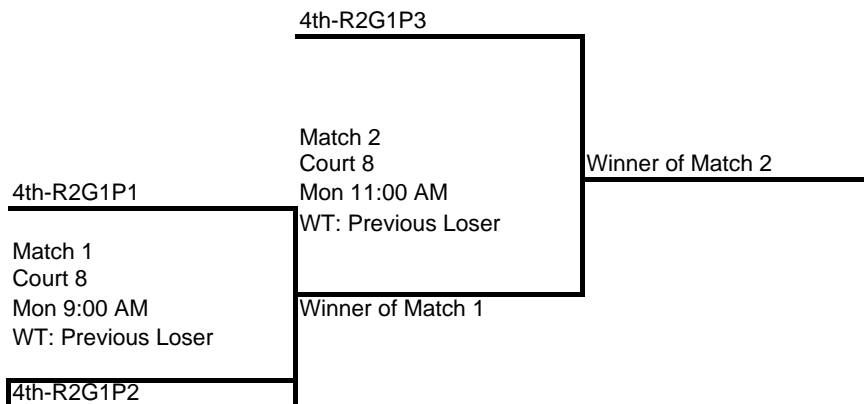 4th-R2G1P3
Match 2
Court 8
Mon 11:00 AM
WT: Previous Loser
Winner of Match 2
4th-R2G1P1
Match 1
Court 8
Mon 9:00 AM
WT: Previous Loser
Winner of Match 1
4th-R2G1P2